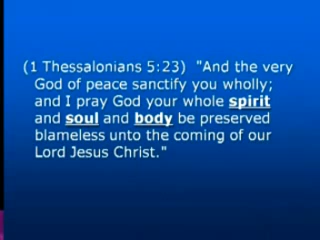 (1 Thessalonians 5:23)  "And the very
God of peace sanctify you wholly;
and I pray God your whole spirit
and soul and body be preserved
blameless unto the coming of our
Lord Jesus Christ."